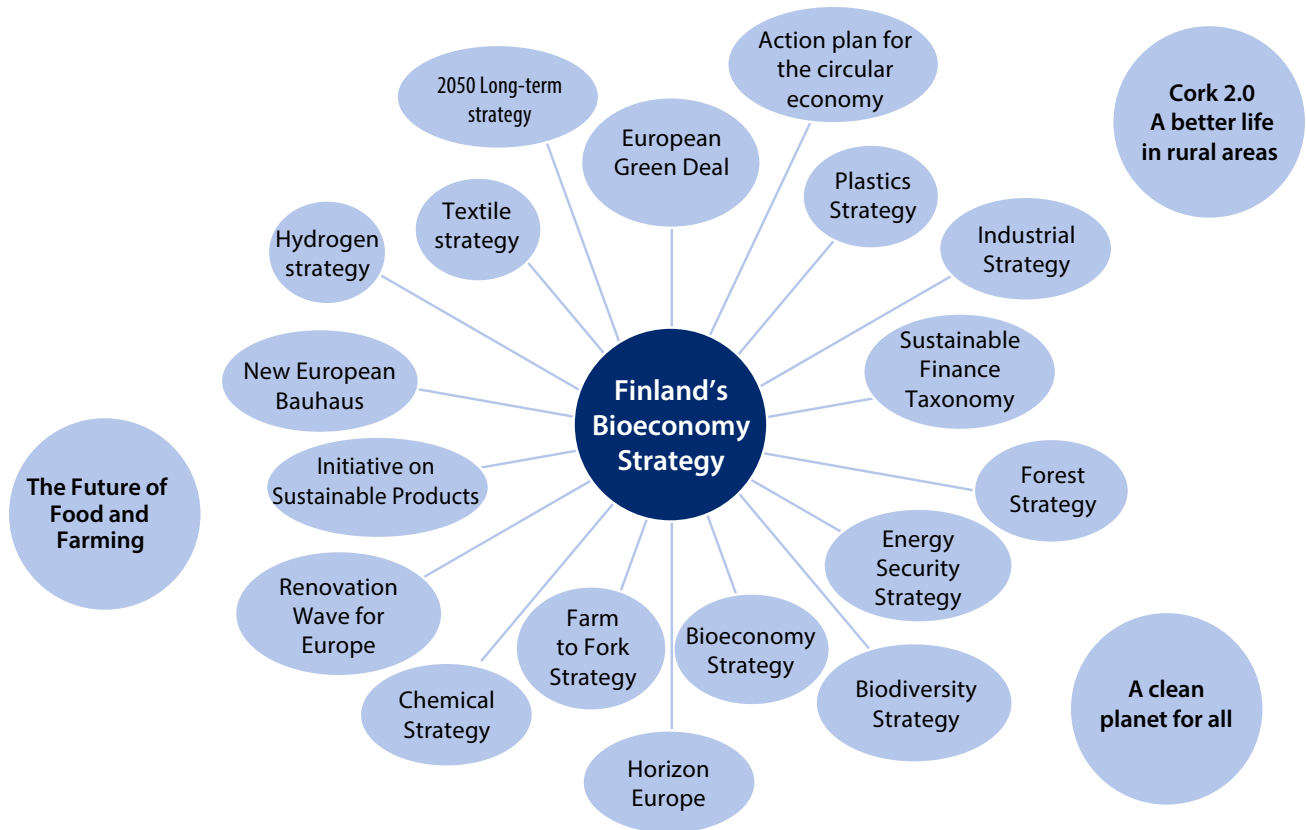 Action plan for
the circular
economy
2050 Long-term
strategy
Cork 2.0
A better life
in rural areas
European
Green Deal
Plastics
Strategy
Textile
strategy
Hydrogen
strategy
Industrial
Strategy
Sustainable
Finance
Taxonomy
New European
Bauhaus
Finland’s
Bioeconomy
Strategy
Initiative on
Sustainable Products
Forest
Strategy
The Future of
Food and
Farming
Energy
Security
Strategy
Renovation
Wave for
Europe
Farm
to Fork
Strategy
Bioeconomy
Strategy
Biodiversity
Strategy
Chemical
Strategy
A clean
planet for all
Horizon
Europe